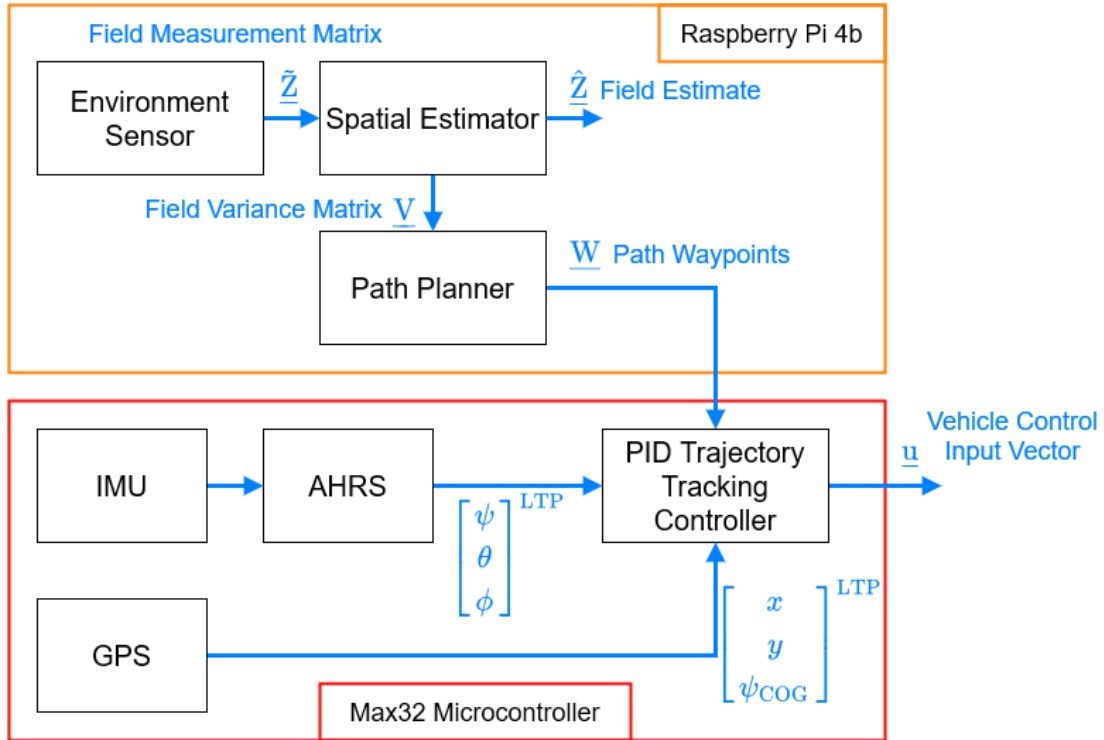 Raspberry Pi 4b
Field Measurement Matrix
Environment
Sensor
Z̃
Spatial Estimator
Ẑ Field Estimate
Field Variance Matrix V
Path Planner
W Path Waypoints
IMU
AHRS
[ψ θ φ] LTP
PID Trajectory
Tracking
Controller
u
Vehicle Control
Input Vector
GPS
[x y ψCOG] LTP
Max32 Microcontroller